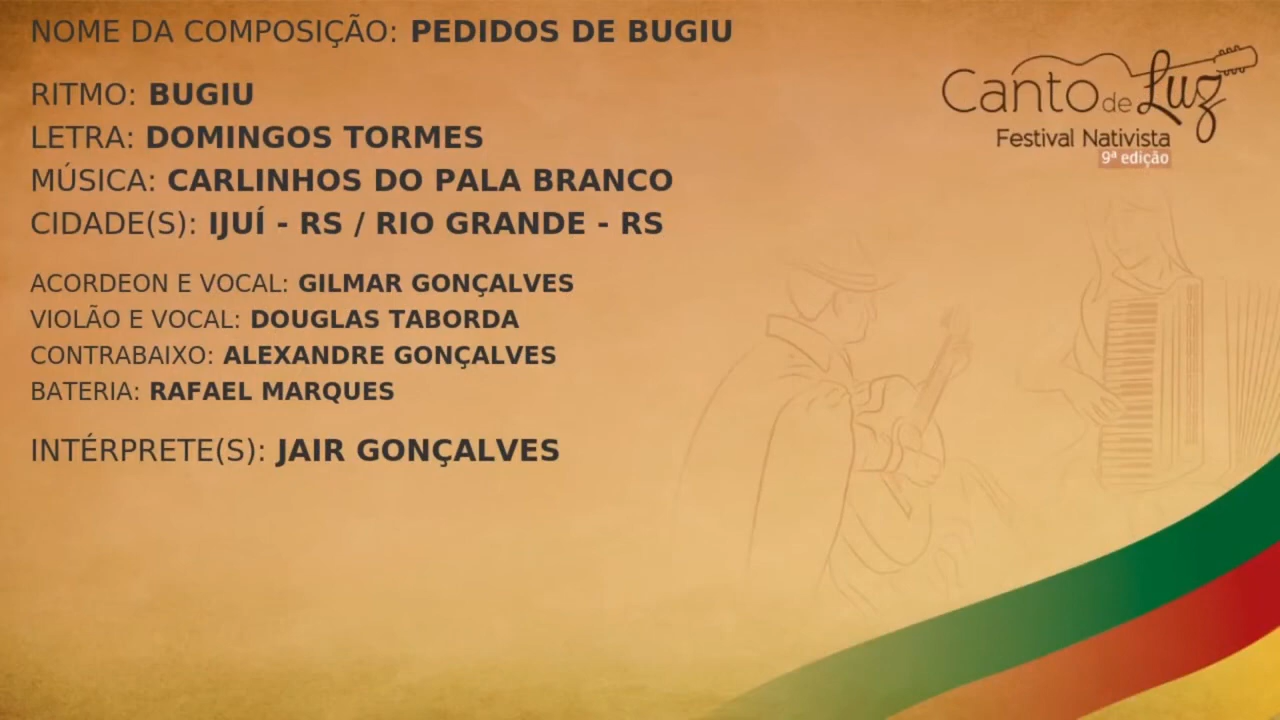 NOME DA COMPOSIÇÃO: PEDIDOS DE BUGIU
RITMO: BUGIU
LETRA: DOMINGOS TORMES
MÚSICA: CARLINHOS DO PALA BRANCO
CIDADE(S): IJUÍ - RS / RIO GRANDE - RS
ACORDEON E VOCAL: GILMAR GONÇALVES
VIOLÃO E VOCAL: DOUGLAS TABORDA
CONTRABAIXO: ALEXANDRE GONÇALVES
BATERIA: RAFAEL MARQUES
INTÉRPRETE(S): JAIR GONÇALVES
Canto de Luz
Festival Nativista
9ª edição